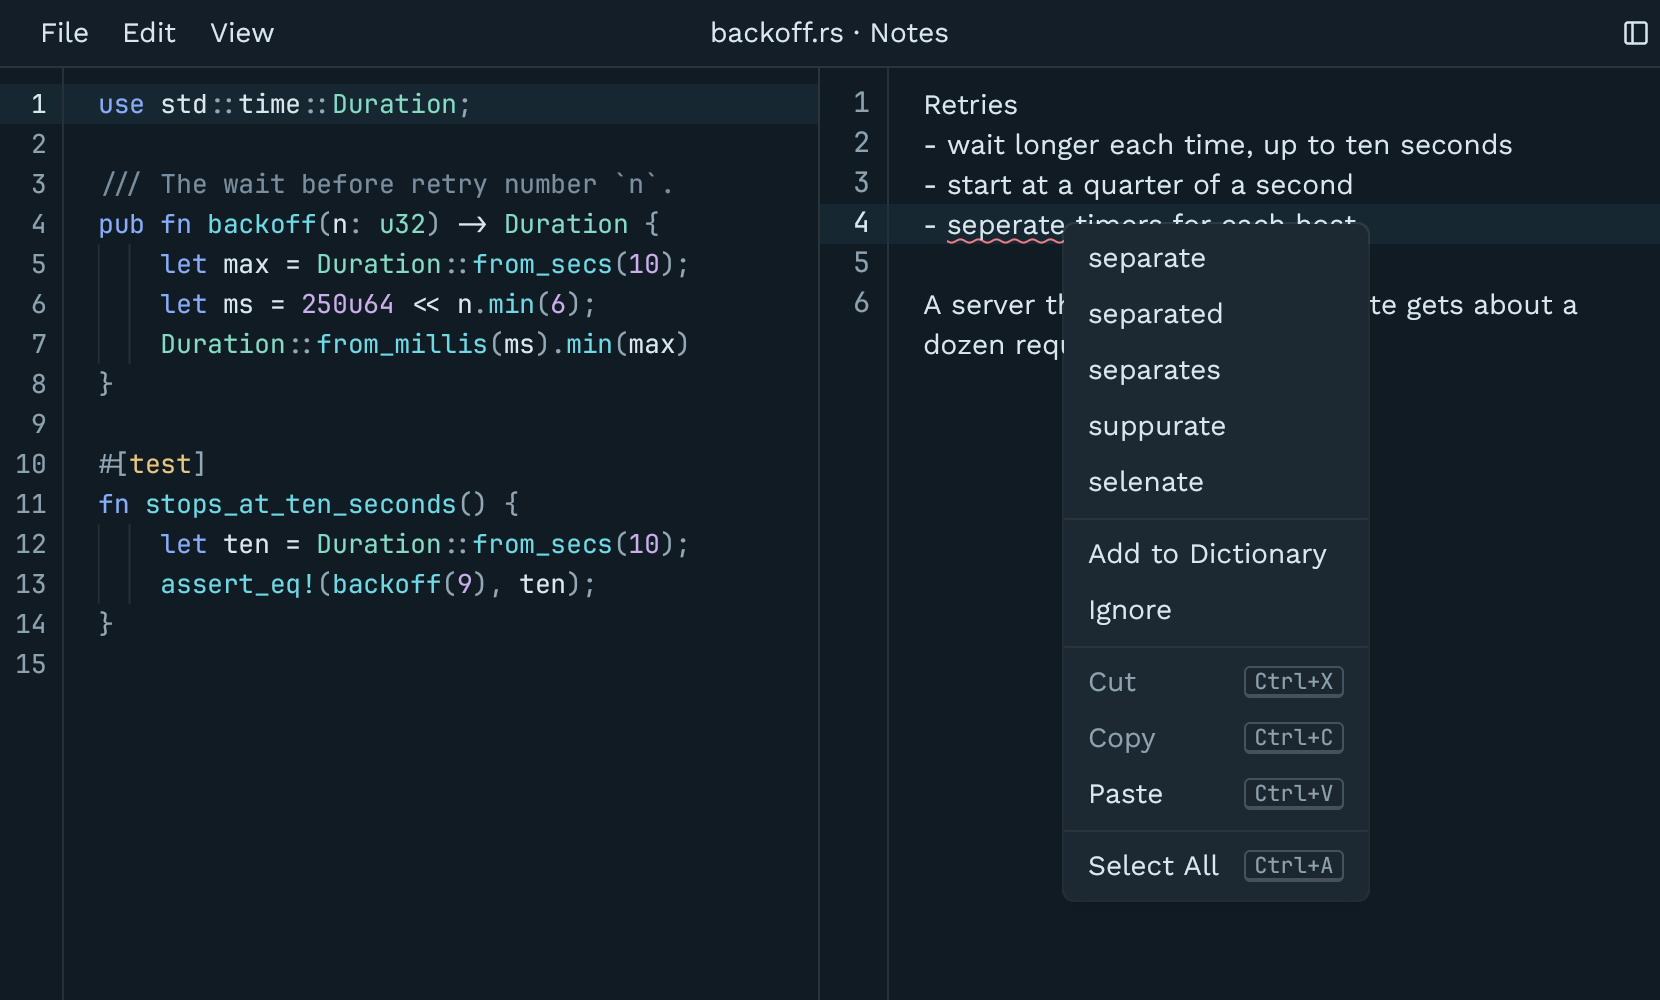 File Edit View
backoff.rs · Notes
1 use std::time::Duration;
2
3 /// The wait before retry number `n`.
4 pub fn backoff(n: u32) -> Duration {
5 let max = Duration::from_secs(10);
6 let ms = 250u64 << n.min(6);
7 Duration::from_millis(ms).min(max)
8 }
9
10 #[test]
11 fn stops_at_ten_seconds() {
12 let ten = Duration::from_secs(10);
13 assert_eq!(backoff(9), ten);
14 }
15
1 Retries
2 - wait longer each time, up to ten seconds
3 - start at a quarter of a second
4 - seperate timers for each host
5
6 A server te gets about a
dozen
separate
separated
separates
suppurate
selenate
Add to Dictionary
Ignore
Cut Ctrl+X
Copy Ctrl+C
Paste Ctrl+V
Select All Ctrl+A